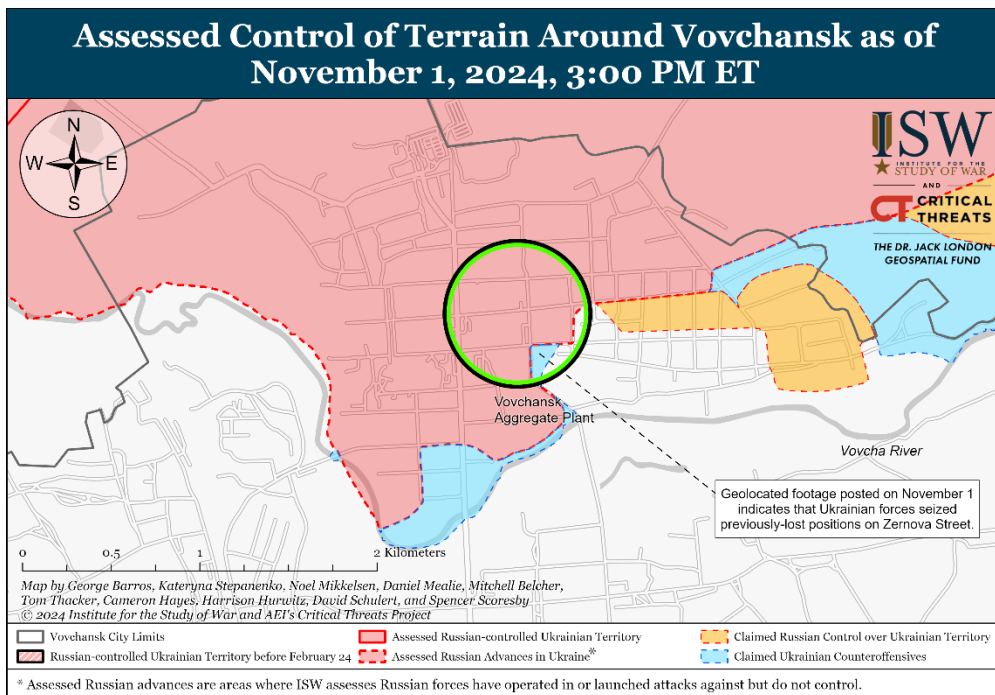 Assessed Control of Terrain Around Vovchansk as of
November 1, 2024, 3:00 PM ET
N
W
E
S
ISW
INSTITUTE FOR THE
STUDY OF WAR
AND
CT CRITICAL
THREATS
THE DR. JACK LONDON
GEOSPATIAL FUND
Vovchansk
Aggregate Plant
Vovcha River
Geolocated footage posted on November 1
indicates that Ukrainian forces seized
previously-lost positions on Zernova Street.
0
0.5
1
2 Kilometers
Map by George Barros, Kateryna Stepanenko, Noel Mikkelsen, Daniel Mealie, Mitchell Belcher,
Tom Thacker, Cameron Hayes, Harrison Hurwitz, David Schulert, and Spencer Scoresby
© 2024 Institute for the Study of War and AEI's Critical Threats Project
Vovchansk City Limits
Russian-controlled Ukrainian Territory before February 24
Assessed Russian-controlled Ukrainian Territory
Assessed Russian Advances in Ukraine*
Claimed Russian Control over Ukrainian Territory
Claimed Ukrainian Counteroffensives
* Assessed Russian advances are areas where ISW assesses Russian forces have operated in or launched attacks against but do not control.